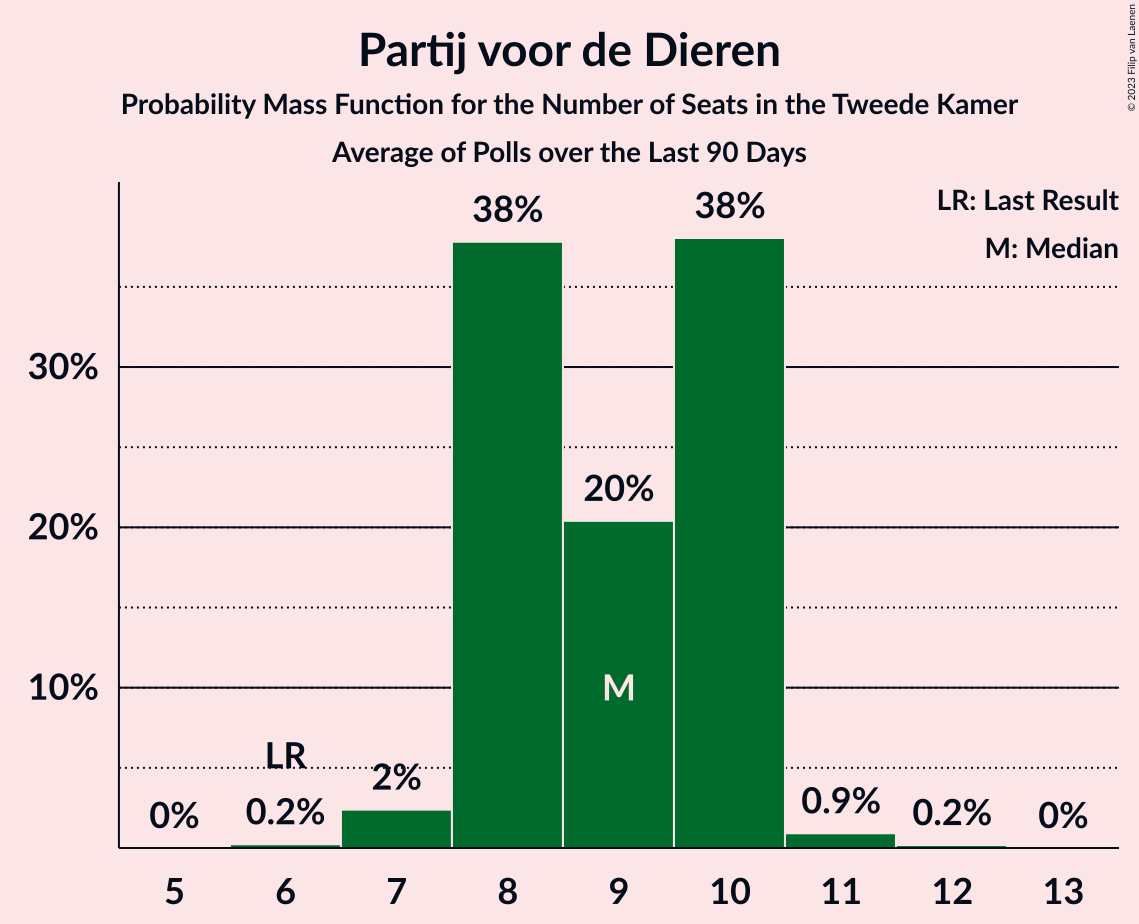 Partij voor de Dieren
Probability Mass Function for the Number of Seats in the Tweede Kamer
Average of Polls over the Last 90 Days
© 2023 Filip van Laenen
LR: Last Result
M: Median
38%
38%
30%
20%
20%
10%
M
LR
0%
0.2%
2%
0.9%
0.2%
0%
5
6
7
8
9
10
11
12
13